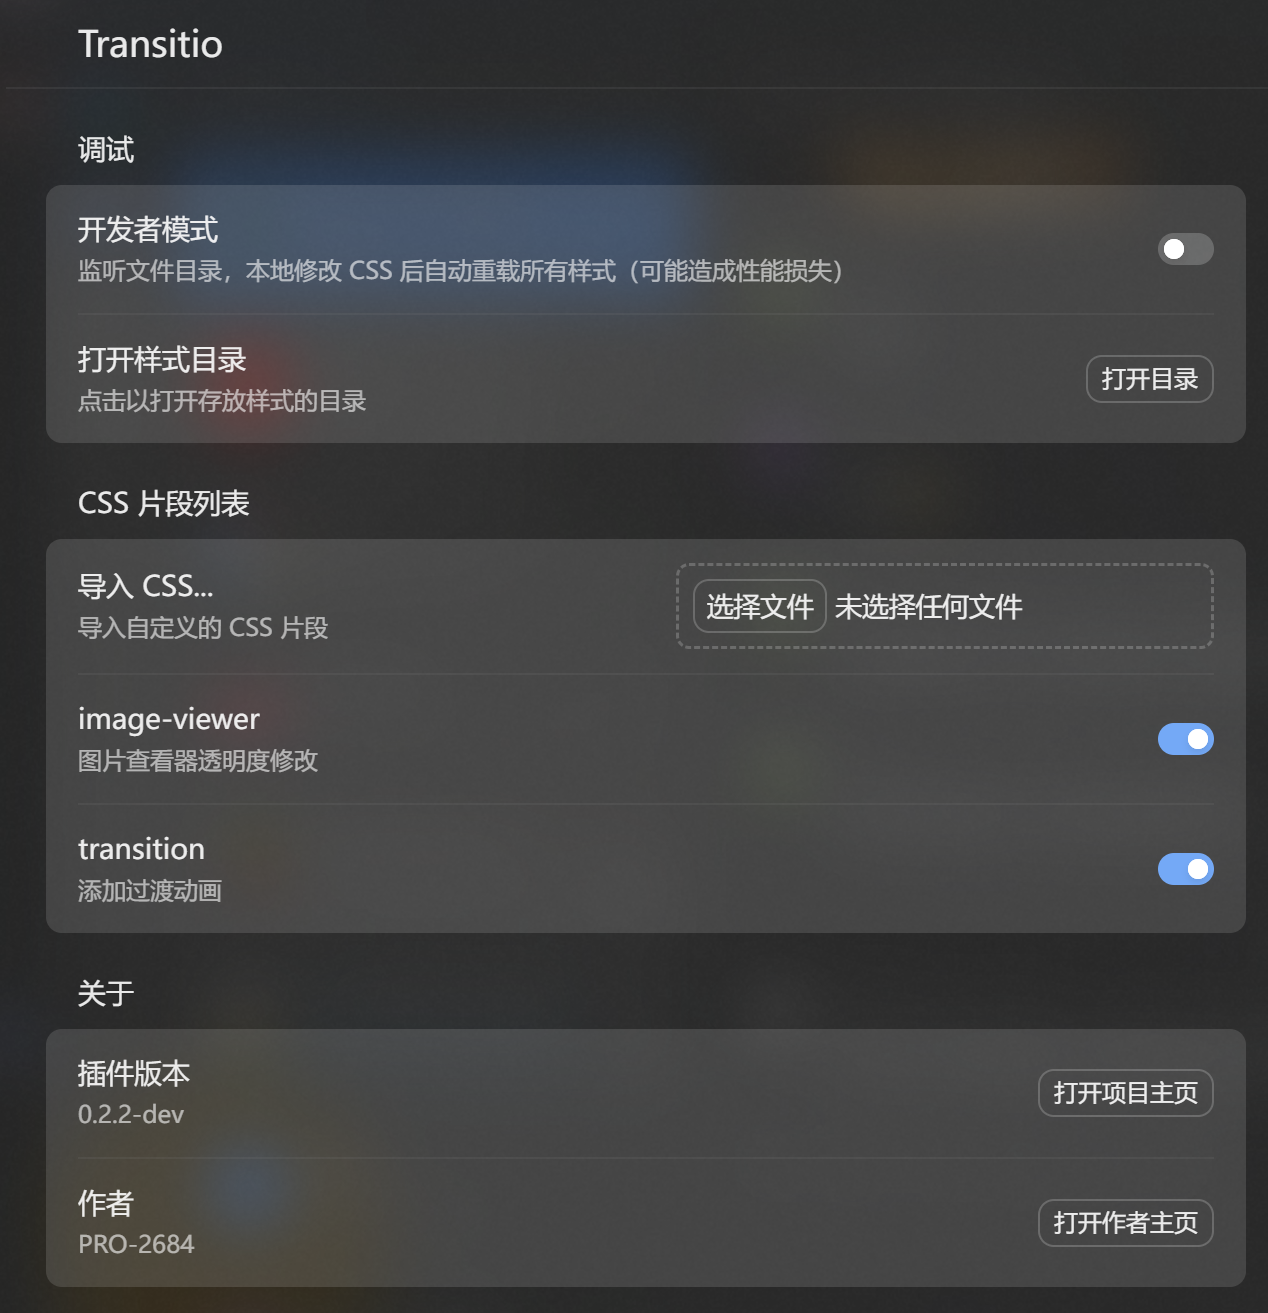 Transitio
调试
开发者模式
监听文件目录，本地修改 CSS 后自动重载所有样式（可能造成性能损失）
打开样式目录
点击以打开存放样式的目录
打开目录
CSS 片段列表
导入 CSS...
导入自定义的 CSS 片段
选择文件 未选择任何文件
image-viewer
图片查看器透明度修改
transition
添加过渡动画
关于
插件版本
0.2.2-dev
打开项目主页
作者
PRO-2684
打开作者主页